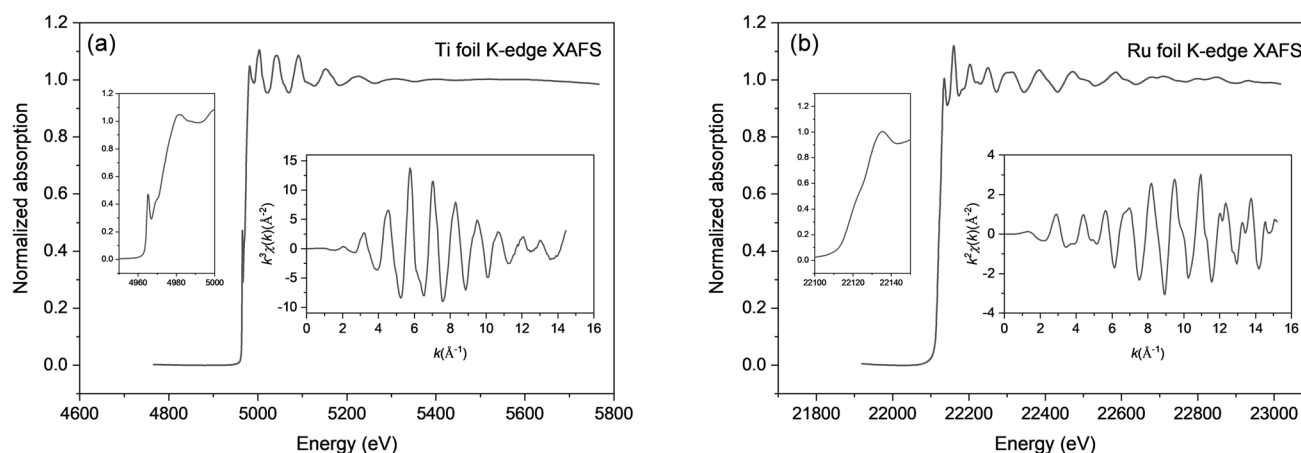 (a)
Ti foil K-edge XAFS
Normalized absorption
1.2
1.0
0.8
0.6
0.4
0.2
0.0
4600 4800 5000 5200 5400 5600 5800
Energy (eV)
1.2
1.0
0.8
0.6
0.4
0.2
0.0
4960 4980 5000
k³χ(k)(Å⁻²)
15
10
5
0
-5
-10
0 2 4 6 8 10 12 14 16
k(Å⁻¹)
(b)
Ru foil K-edge XAFS
Normalized absorption
1.2
1.0
0.8
0.6
0.4
0.2
0.0
21800 22000 22200 22400 22600 22800 23000
Energy (eV)
1.2
1.0
0.8
0.6
0.4
0.2
0.0
22100 22120 22140
k²χ(k)(Å⁻²)
4
2
0
-2
-4
0 2 4 6 8 10 12 14 16
k(Å⁻¹)